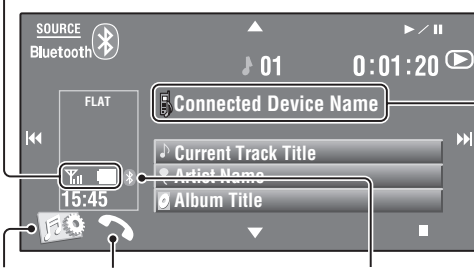 SOURCE
Bluetooth
01
0:01:20
FLAT
Connected Device Name
Current Track Title
Artist Name
Album Title
15:45